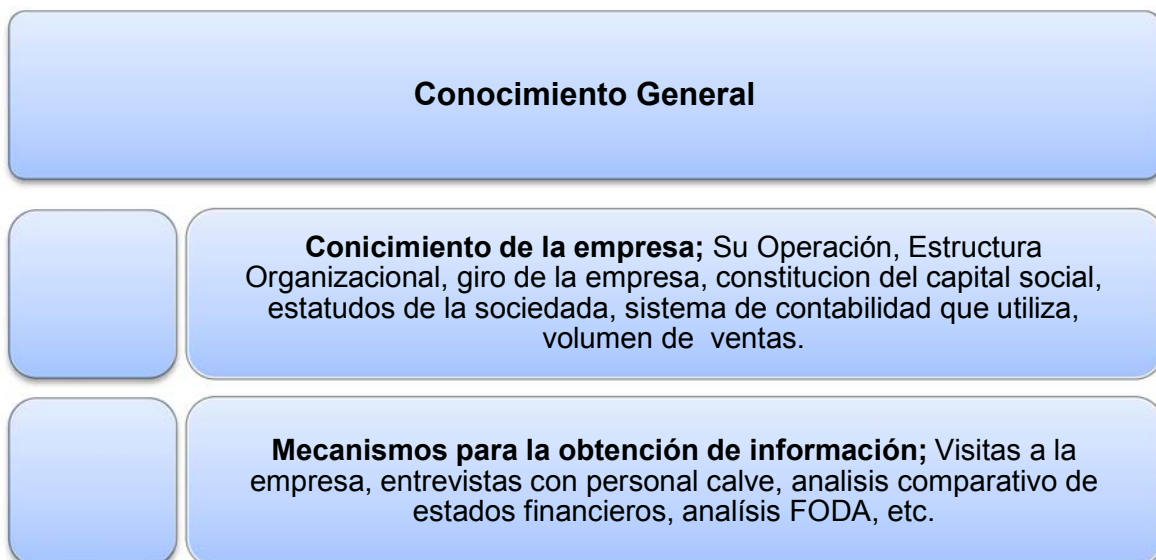 Conocimiento General
Conicimiento de la empresa; Su Operación, Estructura
Organizacional, giro de la empresa, constitucion del capital social,
estatudos de la sociedada, sistema de contabilidad que utiliza,
volumen de ventas.
Mecanismos para la obtención de información; Visitas a la
empresa, entrevistas con personal calve, analisis comparativo de
estados financieros, analísis FODA, etc.